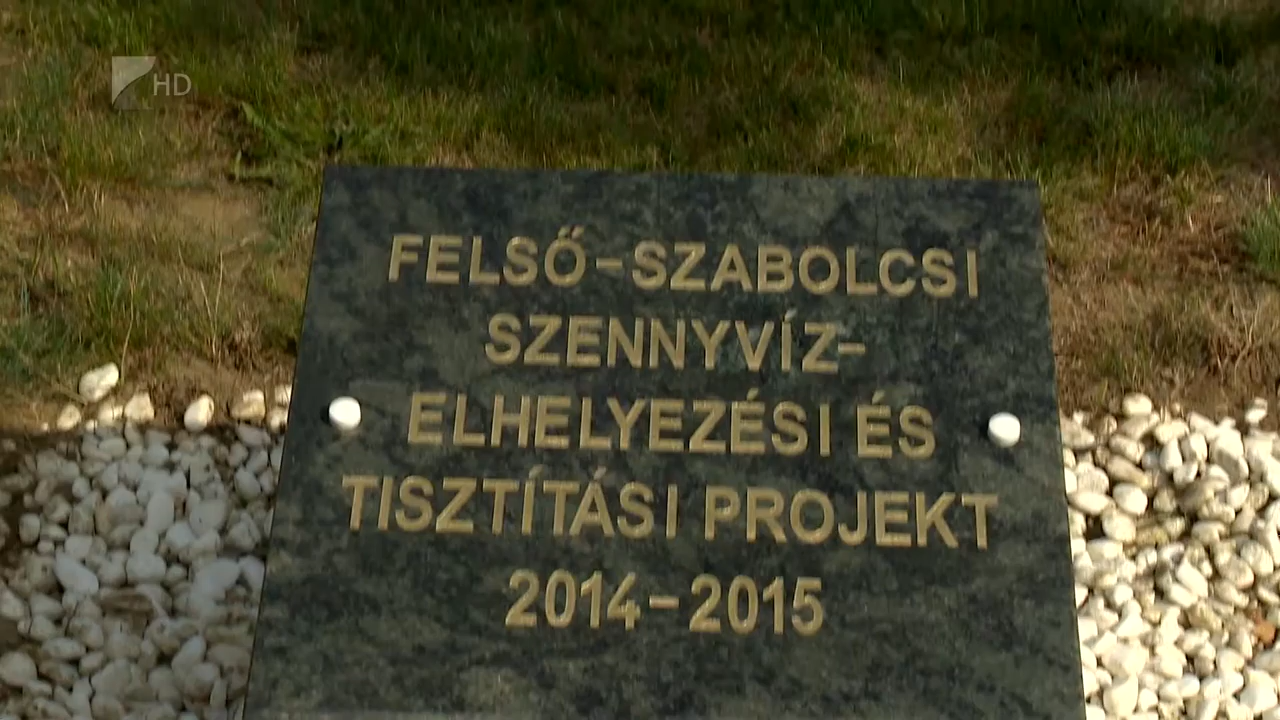 HD
FELSŐ-SZABOLCSI
SZENNYVÍZ-
ELHELYEZÉSI ÉS
TISZTÍTÁSI PROJEKT
2014-2015